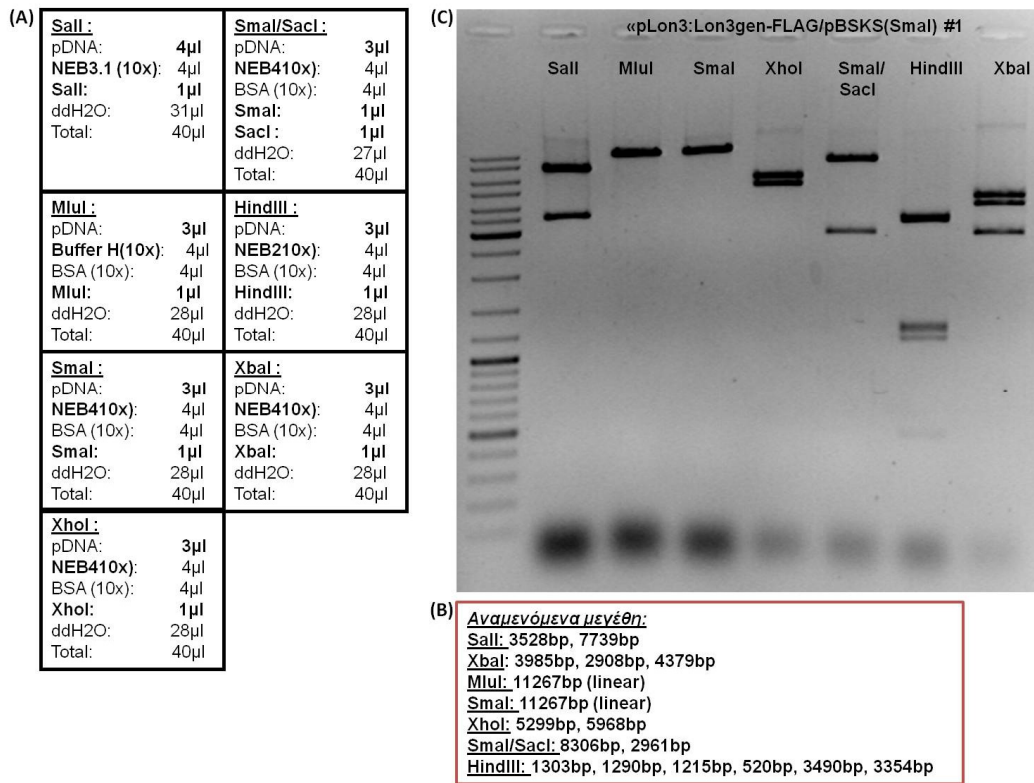 (A)
SalI:
pDNA: 4µl
NEB3.1 (10x): 4µl
SalI: 1µl
ddH2O: 31µl
Total: 40µl
SmaI/SacI:
pDNA: 3µl
NEB410x): 4µl
BSA (10x): 4µl
SmaI: 1µl
SacI : 1µl
ddH2O: 27µl
Total: 40µl
MluI :
pDNA: 3µl
Buffer H(10x): 4µl
BSA (10x): 4µl
MluI: 1µl
ddH2O: 28µl
Total: 40µl
HindIII:
pDNA: 3µl
NEB210x): 4µl
BSA (10x): 4µl
HindIII: 1µl
ddH2O: 28µl
Total: 40µl
SmaI:
pDNA: 3µl
NEB410x): 4µl
BSA (10x): 4µl
SmaI: 1µl
ddH2O: 28µl
Total: 40µl
XbaI:
pDNA: 3µl
NEB410x): 4µl
BSA (10x): 4µl
XbaI: 1µl
ddH2O: 28µl
Total: 40µl
XhoI :
pDNA: 3µl
NEB410x): 4µl
BSA (10x): 4µl
XhoI: 1µl
ddH2O: 28µl
Total: 40µl
(C)
«pLon3:Lon3gen-FLAG/pBSKS(SmaI) #1
SalI MluI SmaI XhoI SmaI/ HindIII XbaI
SacI
(B)
Αναμενόμενα μεγέθη:
SalI: 3528bp, 7739bp
XbaI: 3985bp, 2908bp, 4379bp
MluI: 11267bp (linear)
SmaI: 11267bp (linear)
XhoI: 5299bp, 5968bp
SmaI/SacI: 8306bp, 2961bp
HindIII: 1303bp, 1290bp, 1215bp, 520bp, 3490bp, 3354bp